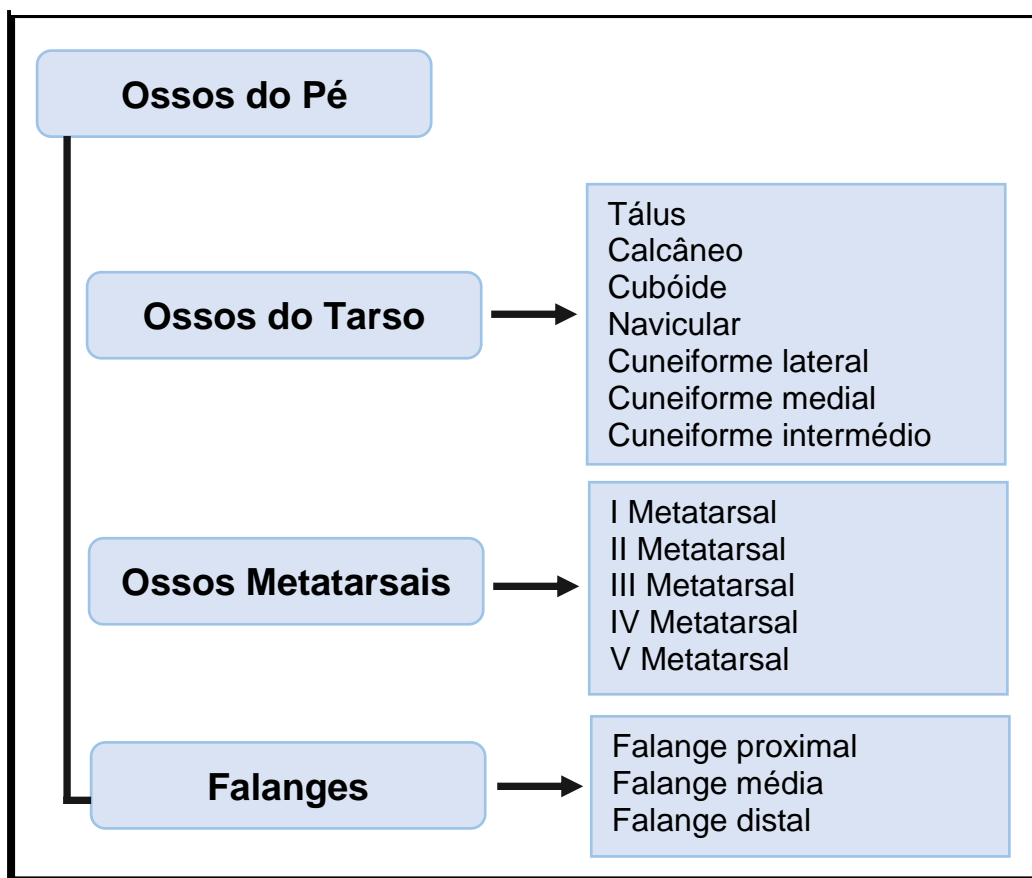 Ossos do Pé
Ossos do Tarso
Tálus
Calcâneo
Cubóide
Navicular
Cuneiforme lateral
Cuneiforme medial
Cuneiforme intermédio
Ossos Metatarsais
I Metatarsal
II Metatarsal
III Metatarsal
IV Metatarsal
V Metatarsal
Falanges
Falange proximal
Falange média
Falange distal